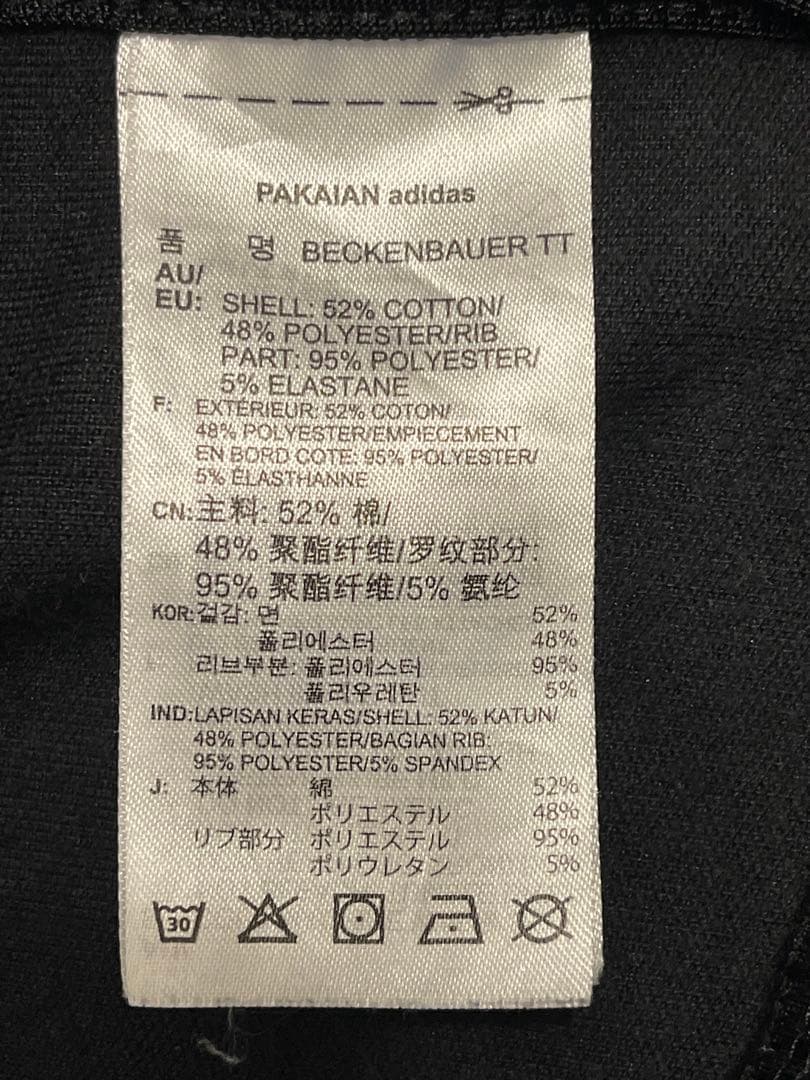 PAKAIAN adidas
품 명 BECKENBAUER TT
AU/
EU: SHELL: 52% COTTON/
48% POLYESTER/RIB
PART: 95% POLYESTER/
5% ELASTANE
F: EXTÉRIEUR: 52% COTON/
48% POLYESTER/EMPIECEMENT
EN BORD COTE: 95% POLYESTER/
5% ELASTHANNE
CN:主料: 52% 棉/
48% 聚酯纤维/罗纹部分:
95% 聚酯纤维/5% 氨纶
KOR:겉감: 면 52%
폴리에스터 48%
리브부분: 폴리에스터 95%
폴리우레탄 5%
IND:LAPISAN KERAS/SHELL: 52% KATUN/
48% POLYESTER/BAGIAN RIB:
95% POLYESTER/5% SPANDEX
J: 本体 綿 52%
ポリエステル 48%
リブ部分 ポリエステル 95%
ポリウレタン 5%
30